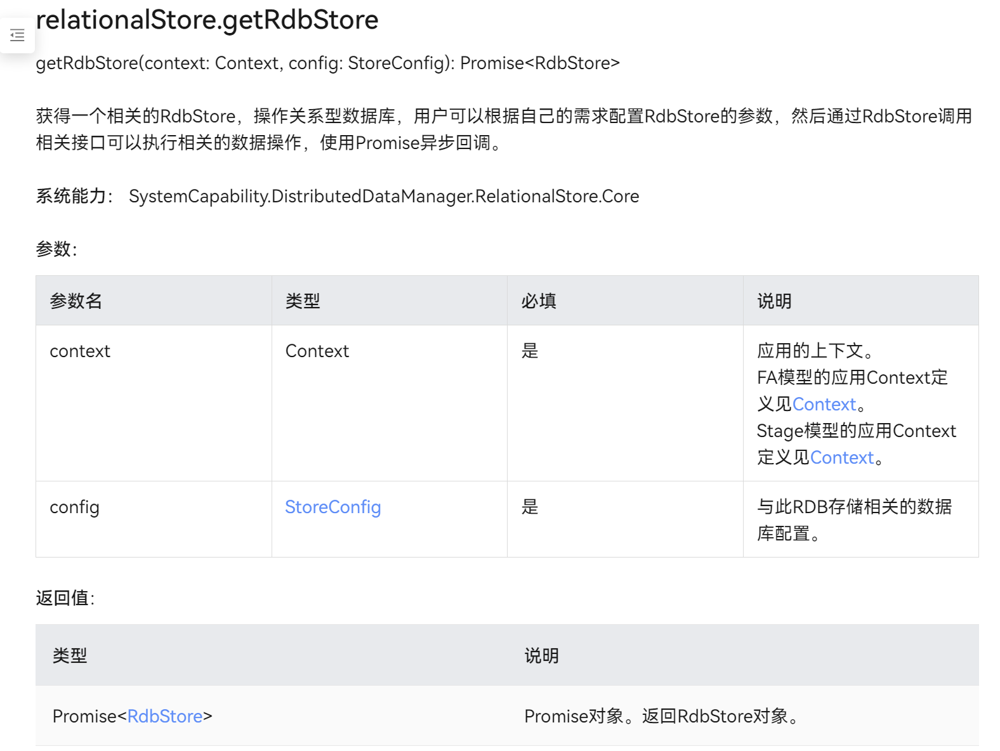 relationalStore.getRdbStore
getRdbStore(context: Context, config: StoreConfig): Promise<RdbStore>
获得一个相关的RdbStore，操作关系型数据库，用户可以根据自己的需求配置RdbStore的参数，然后通过RdbStore调用
相关接口可以执行相关的数据操作，使用Promise异步回调。
系统能力： SystemCapability.DistributedDataManager.RelationalStore.Core
参数：
参数名 类型 必填 说明
context Context 是 应用的上下文。
FA模型的应用Context定
义见Context。
Stage模型的应用Context
定义见Context。
config StoreConfig 是 与此RDB存储相关的数据
库配置。
返回值：
类型 说明
Promise<RdbStore> Promise对象。返回RdbStore对象。